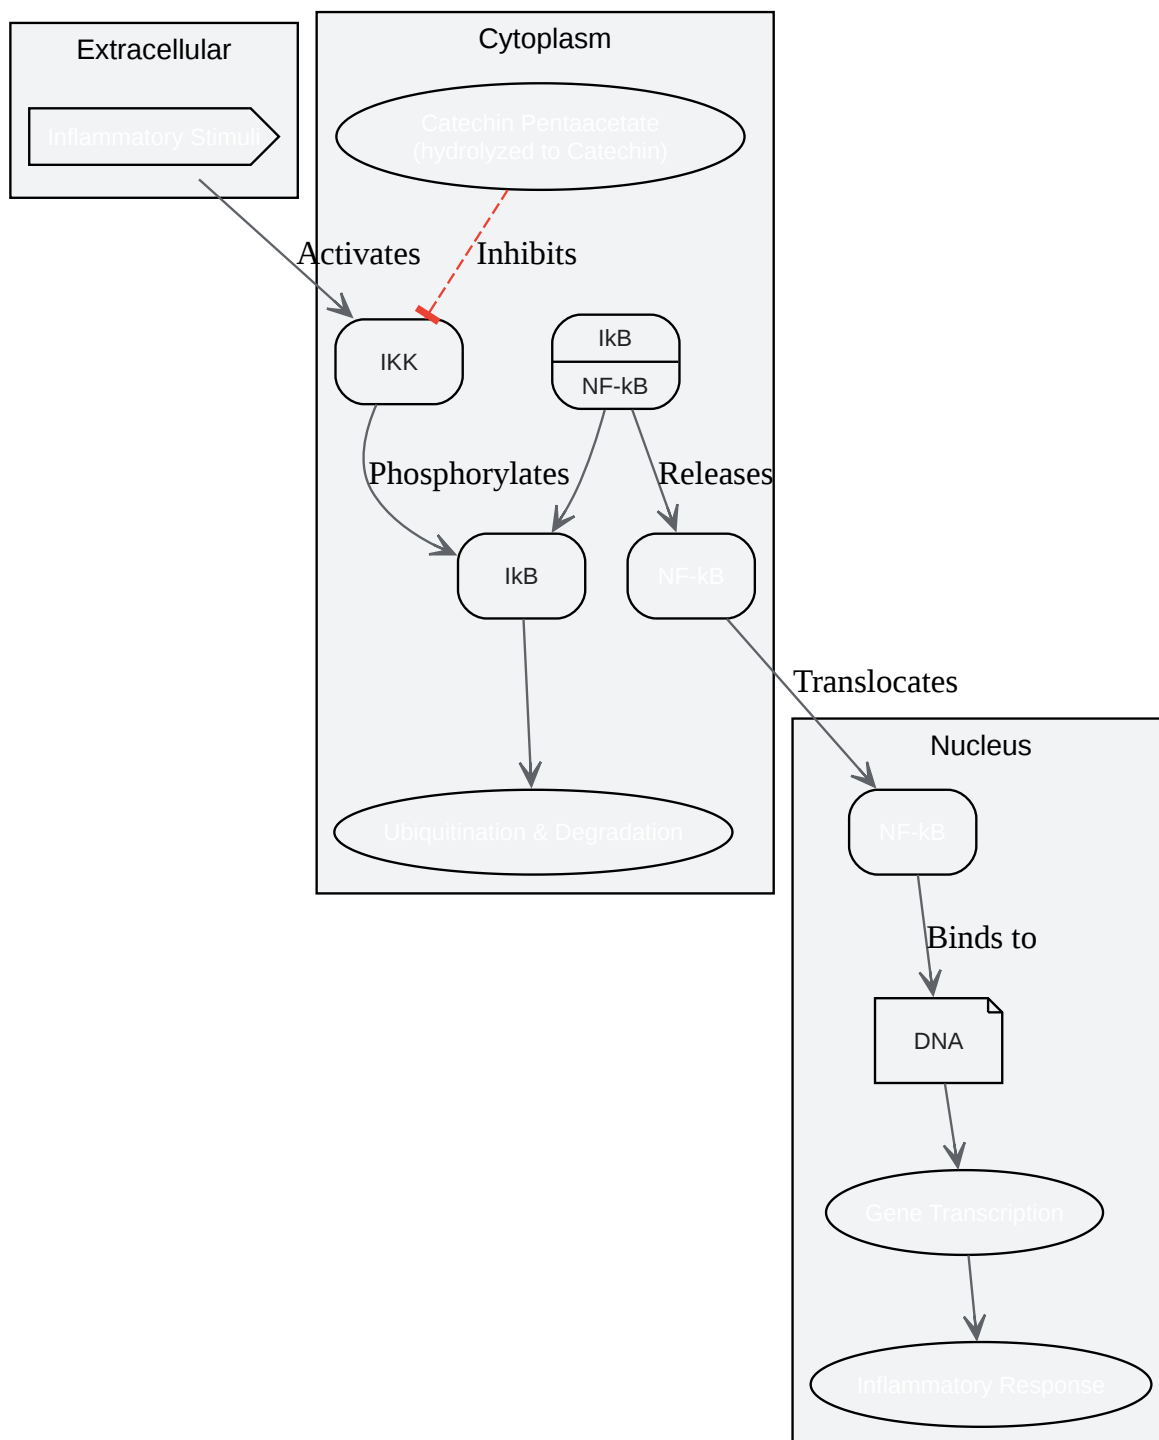 Extracellular
Cytoplasm
Inflammatory Stimuli
Catechin Pentaacetate
(hydrolyzed to Catechin)
Activates
Inhibits
IKK
IkB
NF-kB
Phosphorylates
Releases
IkB
NF-kB
Translocates
Nucleus
Ubiquitination & Degradation
NF-kB
Binds to
DNA
Gene Transcription
Inflammatory Response